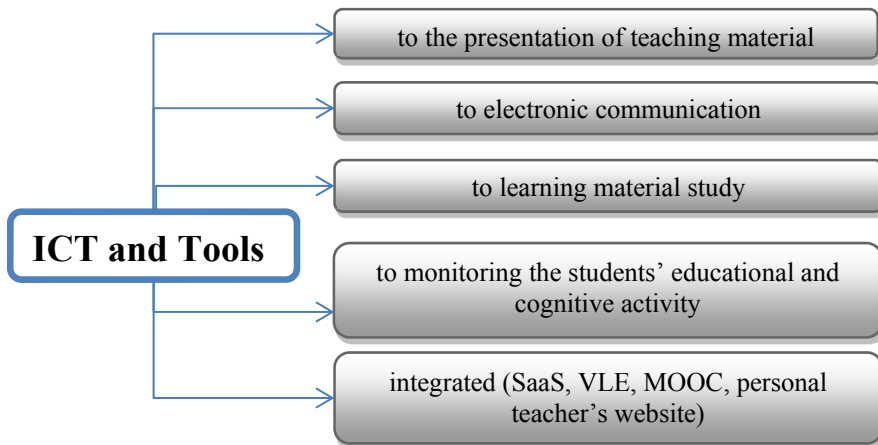 to the presentation of teaching material
to electronic communication
to learning material study
ICT and Tools
to monitoring the students’ educational and
cognitive activity
integrated (SaaS, VLE, MOOC, personal
teacher’s website)